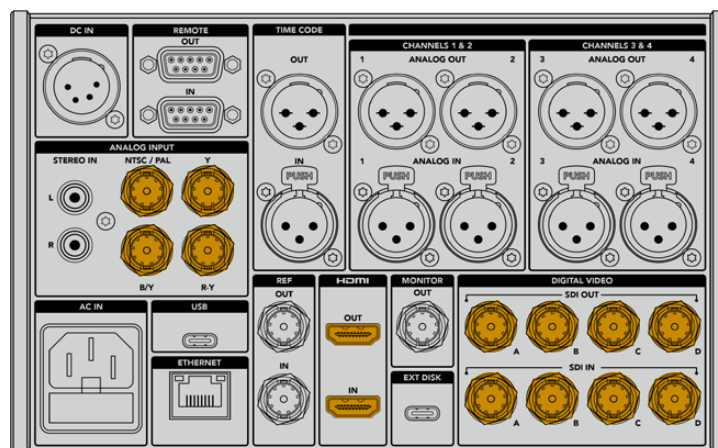 DC IN
REMOTE
OUT
IN
TIME CODE
OUT
IN
PUSH
CHANNELS 1 & 2
1 ANALOG OUT 2
1 ANALOG IN 2
PUSH PUSH
CHANNELS 3 & 4
3 ANALOG OUT 4
3 ANALOG IN 4
PUSH PUSH
ANALOG INPUT
STEREO IN NTSC / PAL Y
L
R
B/Y R-Y
AC IN
USB
ETHERNET
REF
OUT
IN
HDMI
OUT
IN
MONITOR
OUT
EXT DISK
DIGITAL VIDEO
SDI OUT
A B C D
SDI IN
A B C D